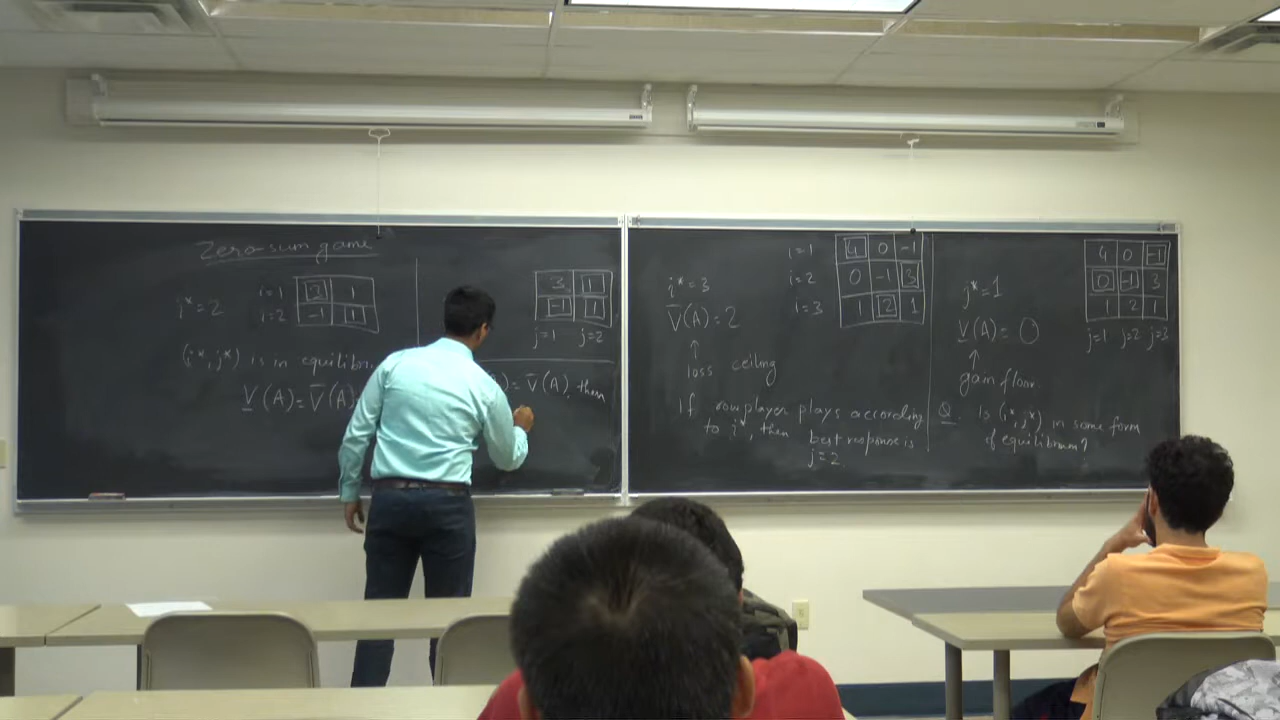 Zero-sum game
i*=2
i=1 3 1
i=2 -1 1
(i*, j*) is in equilibri
V(A)=V̄(A)
3 1
-1 1
j=1 j=2
)=V̄(A), then
i*=3
V̄(A)=2
↑
loss ceiling
i=1 4 0 -1
i=2 0 -1 3
i=3 1 2 1
If row player plays according
to i*, then best response is
j=2
j*=1
V(A)=0
↑
gain floor
4 0 -1
0 -1 3
1 2 1
j=1 j=2 j=3
Q. Is (i*, j*) in some form
of equilibrium?